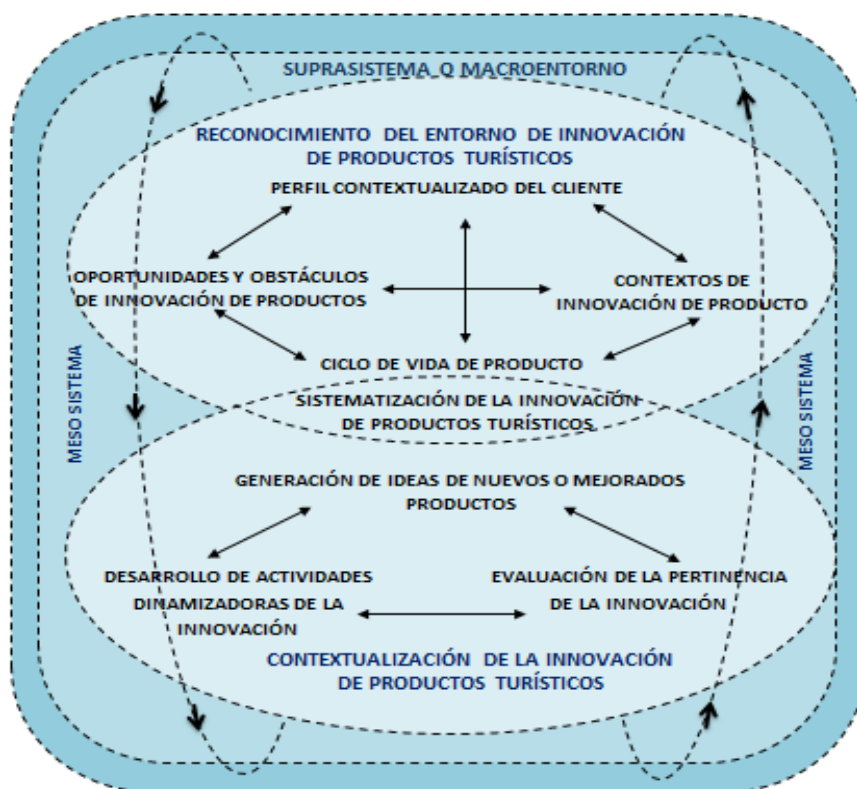 SUPRASISTEMA O MACROENTORNO
RECONOCIMIENTO DEL ENTORNO DE INNOVACIÓN
DE PRODUCTOS TURÍSTICOS
PERFIL CONTEXTUALIZADO DEL CLIENTE
OPORTUNIDADES Y OBSTÁCULOS
DE INNOVACIÓN DE PRODUCTOS
CONTEXTOS DE
INNOVACIÓN DE PRODUCTO
CICLO DE VIDA DE PRODUCTO
MESO SISTEMA
MESO SISTEMA
SISTEMATIZACIÓN DE LA INNOVACIÓN
DE PRODUCTOS TURÍSTICOS
GENERACIÓN DE IDEAS DE NUEVOS O MEJORADOS
PRODUCTOS
DESARROLLO DE ACTIVIDADES
DINAMIZADORAS DE LA
INNOVACIÓN
EVALUACIÓN DE LA PERTINENCIA
DE LA INNOVACIÓN
CONTEXTUALIZACIÓN DE LA INNOVACIÓN
DE PRODUCTOS TURÍSTICOS